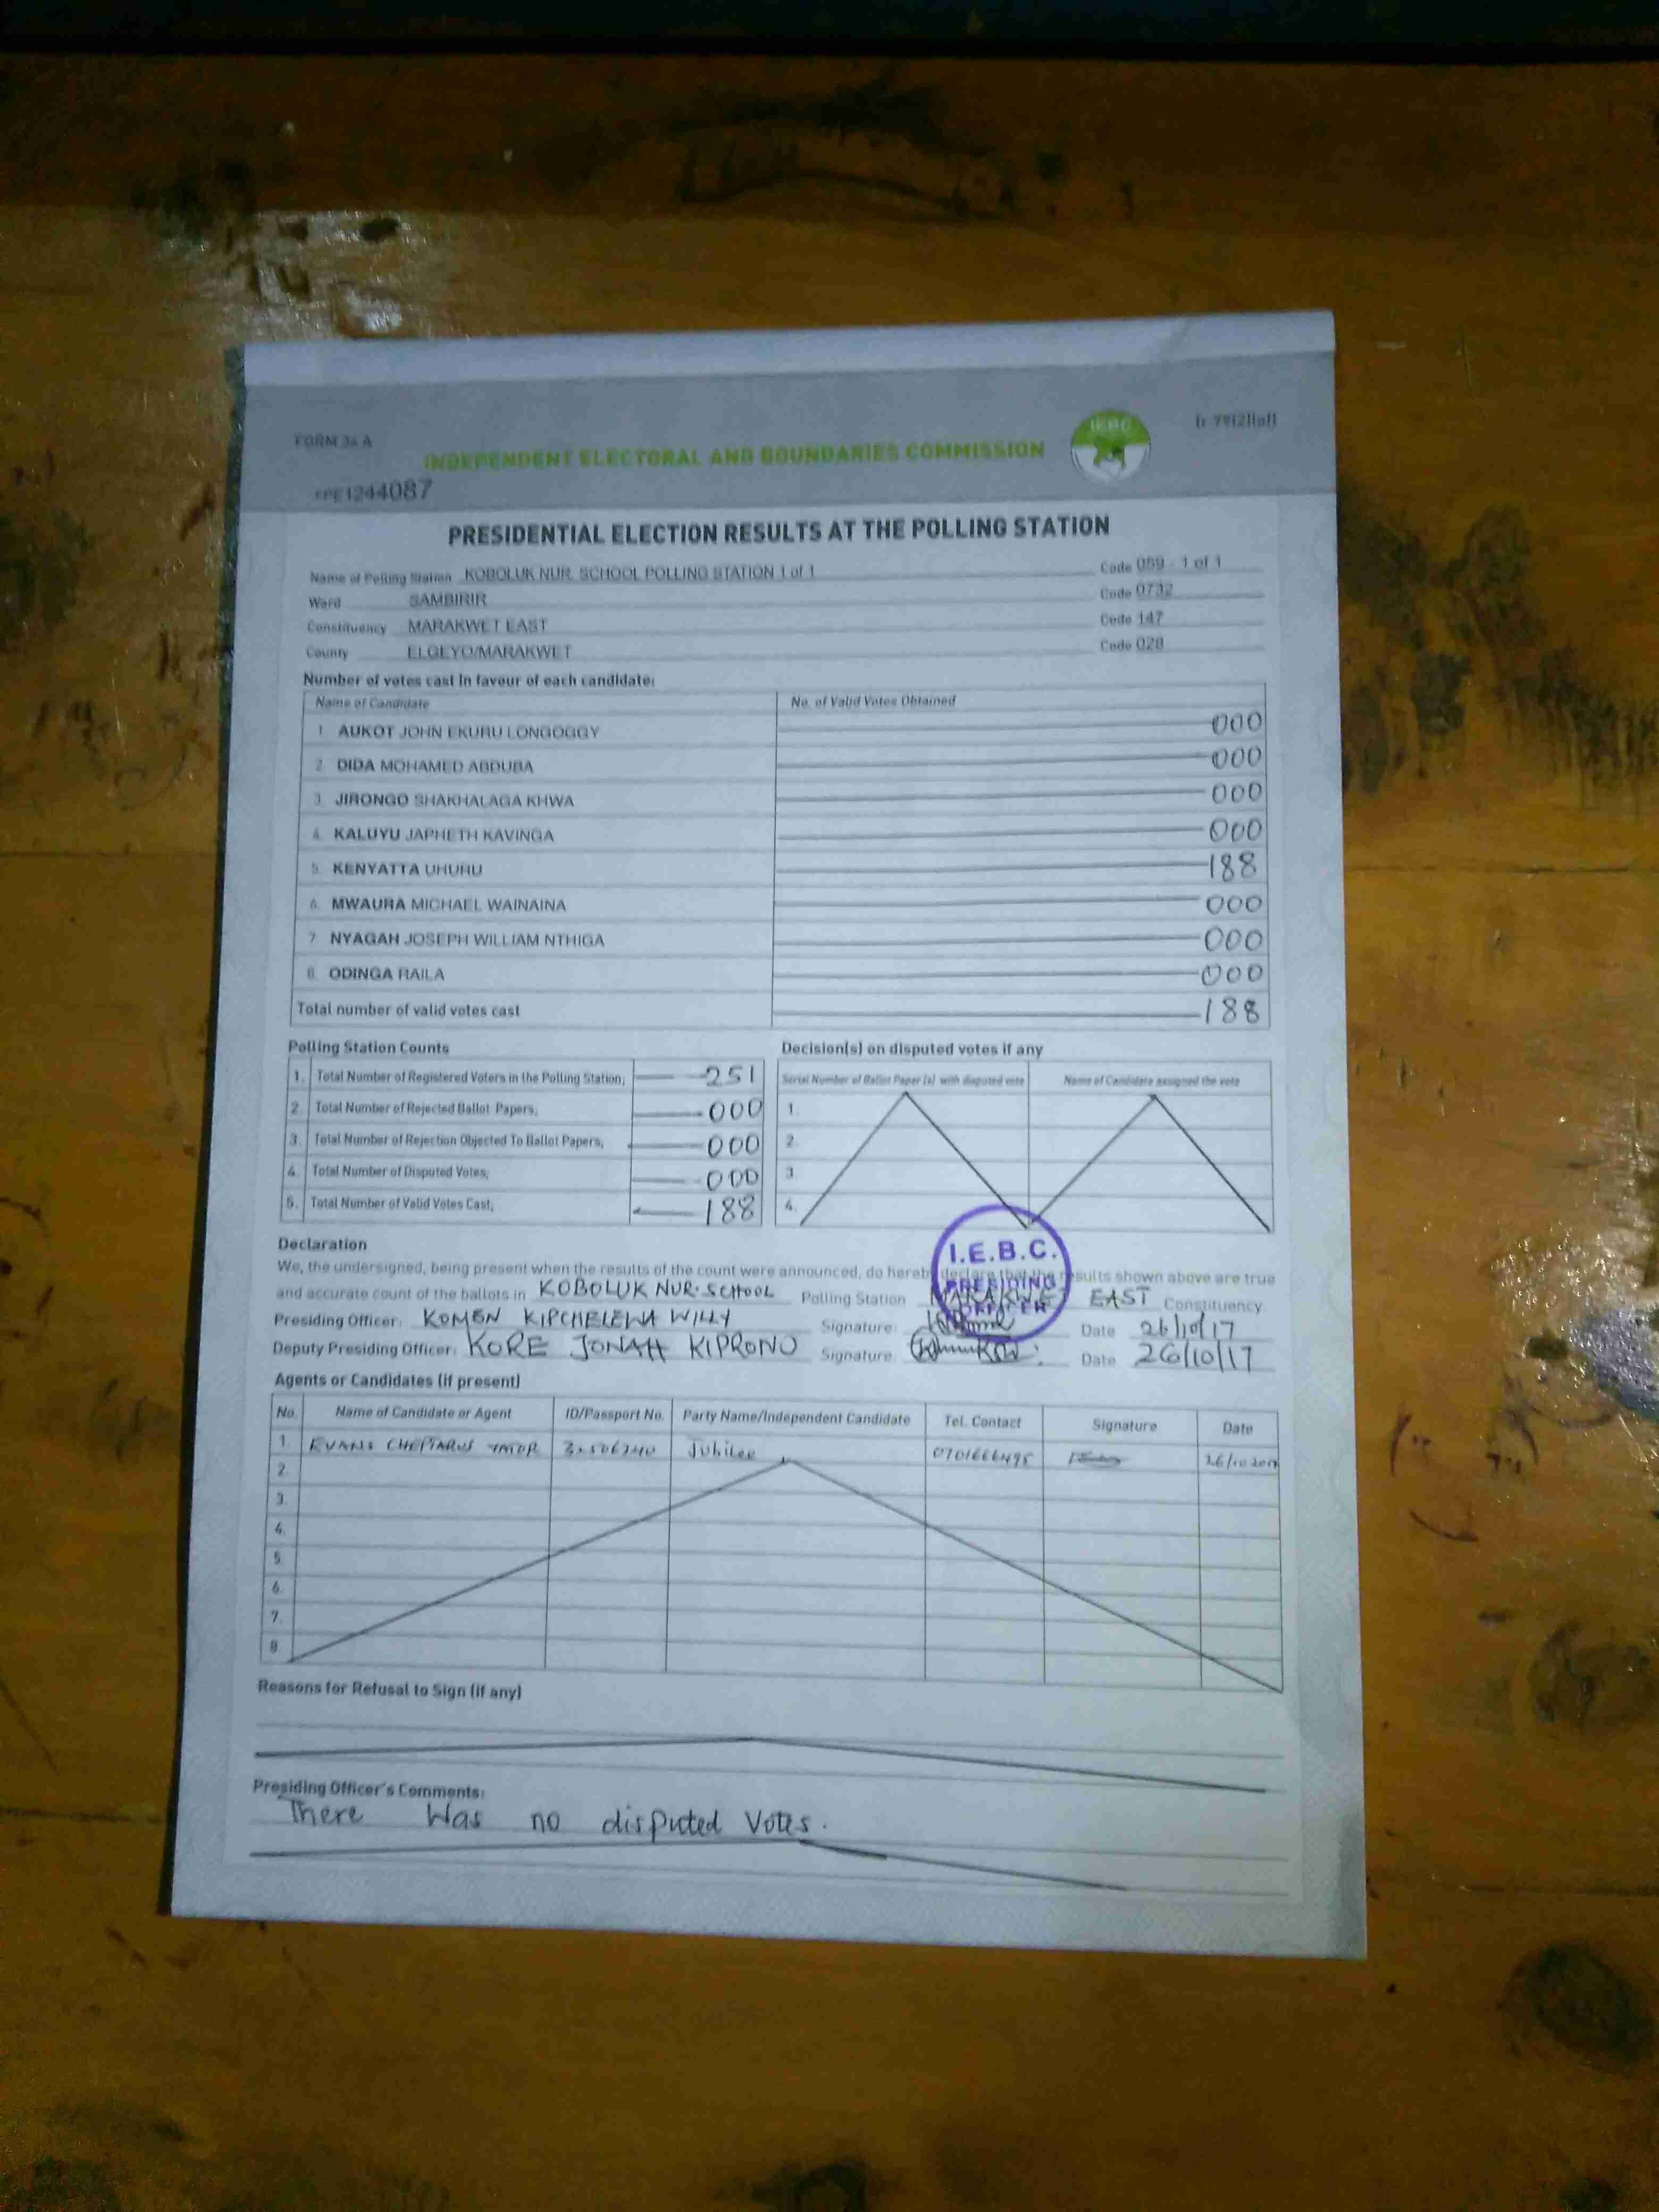 FORM 34 A
INDEPENDENT ELECTORAL AND BOUNDARIES COMMISSION
IEBC
1244087
PRESIDENTIAL ELECTION RESULTS AT THE POLLING STATION
Name of Polling Station KOBOLUK NUR. SCHOOL POLLING STATION 1 of 1 Code 059 - 1 of 1
Ward SAMBIRIR Code 0732
Constituency MARAKWET EAST Code 147
County ELGEYO/MARAKWET Code 028
Number of votes cast in favour of each candidate:
Name of Candidate No. of Valid Votes Obtained
1 AUKOT JOHN EKURU LONGOGGY 000
2. DIDA MOHAMED ABDUBA 000
3. JIRONGO SHAKHALAGA KHWA 000
4. KALUYU JAPHETH KAVINGA 000
5. KENYATTA UHURU 188
6. MWAURA MICHAEL WAINAINA 000
7. NYAGAH JOSEPH WILLIAM NTHIGA 000
8. ODINGA RAILA 000
Total number of valid votes cast 188
Polling Station Counts
1. Total Number of Registered Voters in the Polling Station; 251
2. Total Number of Rejected Ballot Papers; 000
3. Total Number of Rejection Objected To Ballot Papers; 000
4. Total Number of Disputed Votes; 000
5. Total Number of Valid Votes Cast; 188
Decision(s) on disputed votes if any
Serial Number of Ballot Paper (s) with disputed vote Name of Candidate assigned the vote
1.
2.
3.
4.
Declaration
We, the undersigned, being present when the results of the count were announced, do hereby declare that the results shown above are true
and accurate count of the ballots in KOBOLUK NUR. SCHOOL Polling Station MARAKWET EAST Constituency.
I.E.B.C.
PRESIDING
OFFICER
Presiding Officer: KOMEN KIPCHELEWA WILLY Signature: Date 26/10/17
Deputy Presiding Officer: KORE JONAH KIPRONO Signature: Date 26/10/17
Agents or Candidates (if present)
No. Name of Candidate or Agent ID/Passport No. Party Name/Independent Candidate Tel. Contact Signature Date
1. EVANS Jubilee 0701666495 26/10 2017
2.
3.
4.
5.
6.
7.
8.
Reasons for Refusal to Sign (if any)
Presiding Officer's Comments:
There was no disputed Votes.